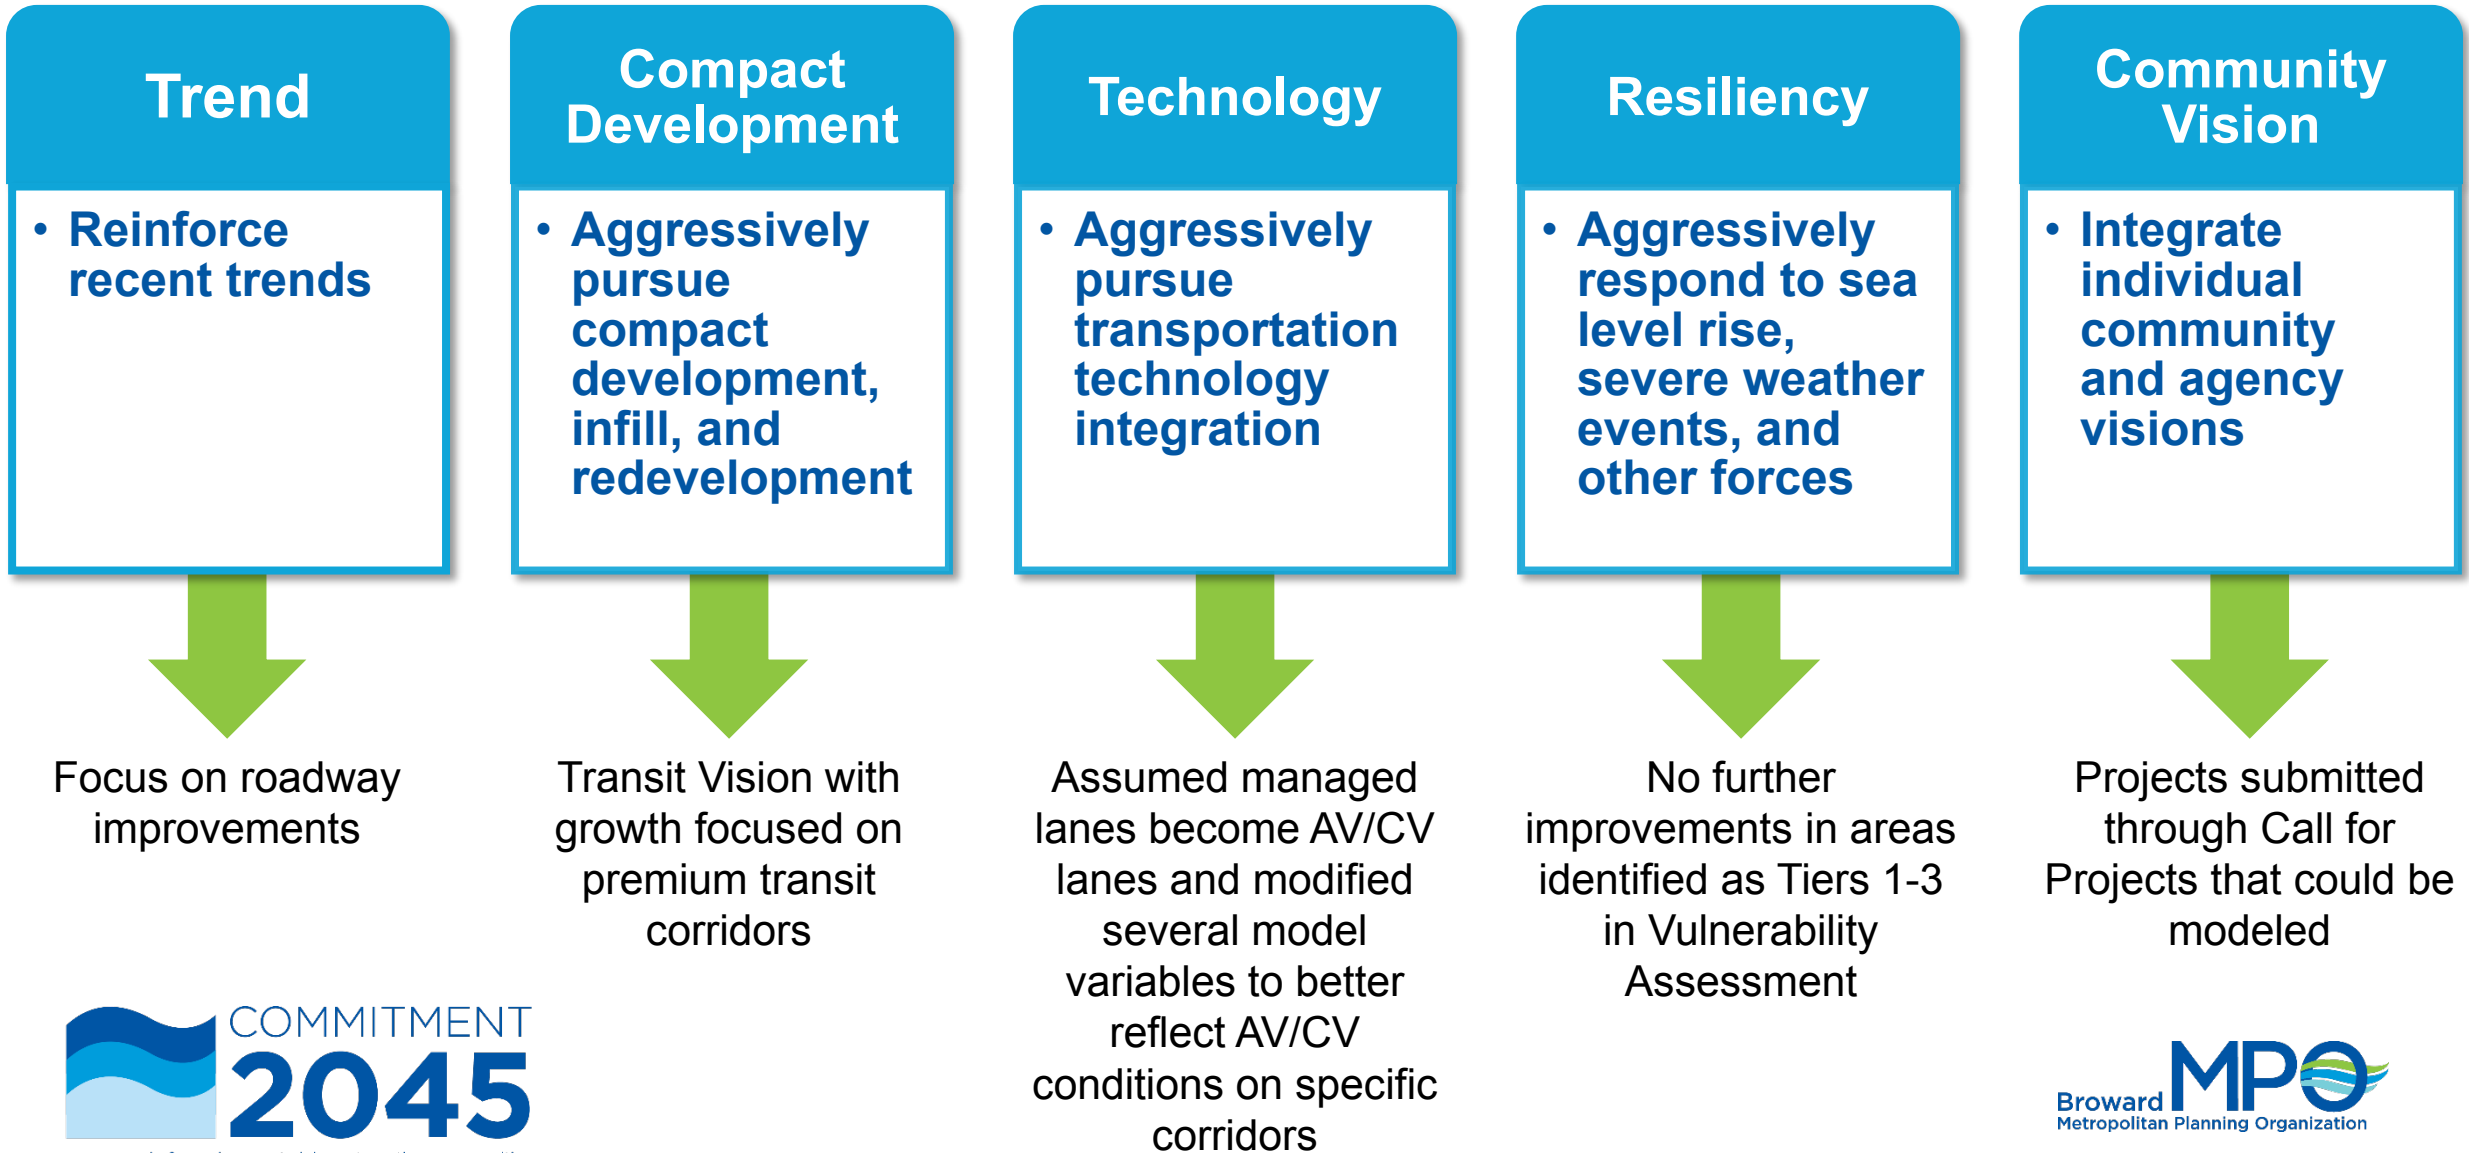 Trend
• Reinforce
recent trends
Focus on roadway
improvements
Compact
Development
• Aggressively
pursue
compact
development,
infill, and
redevelopment
Transit Vision with
growth focused on
premium transit
corridors
Technology
• Aggressively
pursue
transportation
technology
integration
Assumed managed
lanes become AV/CV
lanes and modified
several model
variables to better
reflect AV/CV
conditions on specific
corridors
Resiliency
• Aggressively
respond to sea
level rise,
severe weather
events, and
other forces
No further
improvements in areas
identified as Tiers 1-3
in Vulnerability
Assessment
Community
Vision
• Integrate
individual
community
and agency
visions
Projects submitted
through Call for
Projects that could be
modeled
COMMITMENT
2045
Broward MPO
Metropolitan Planning Organization